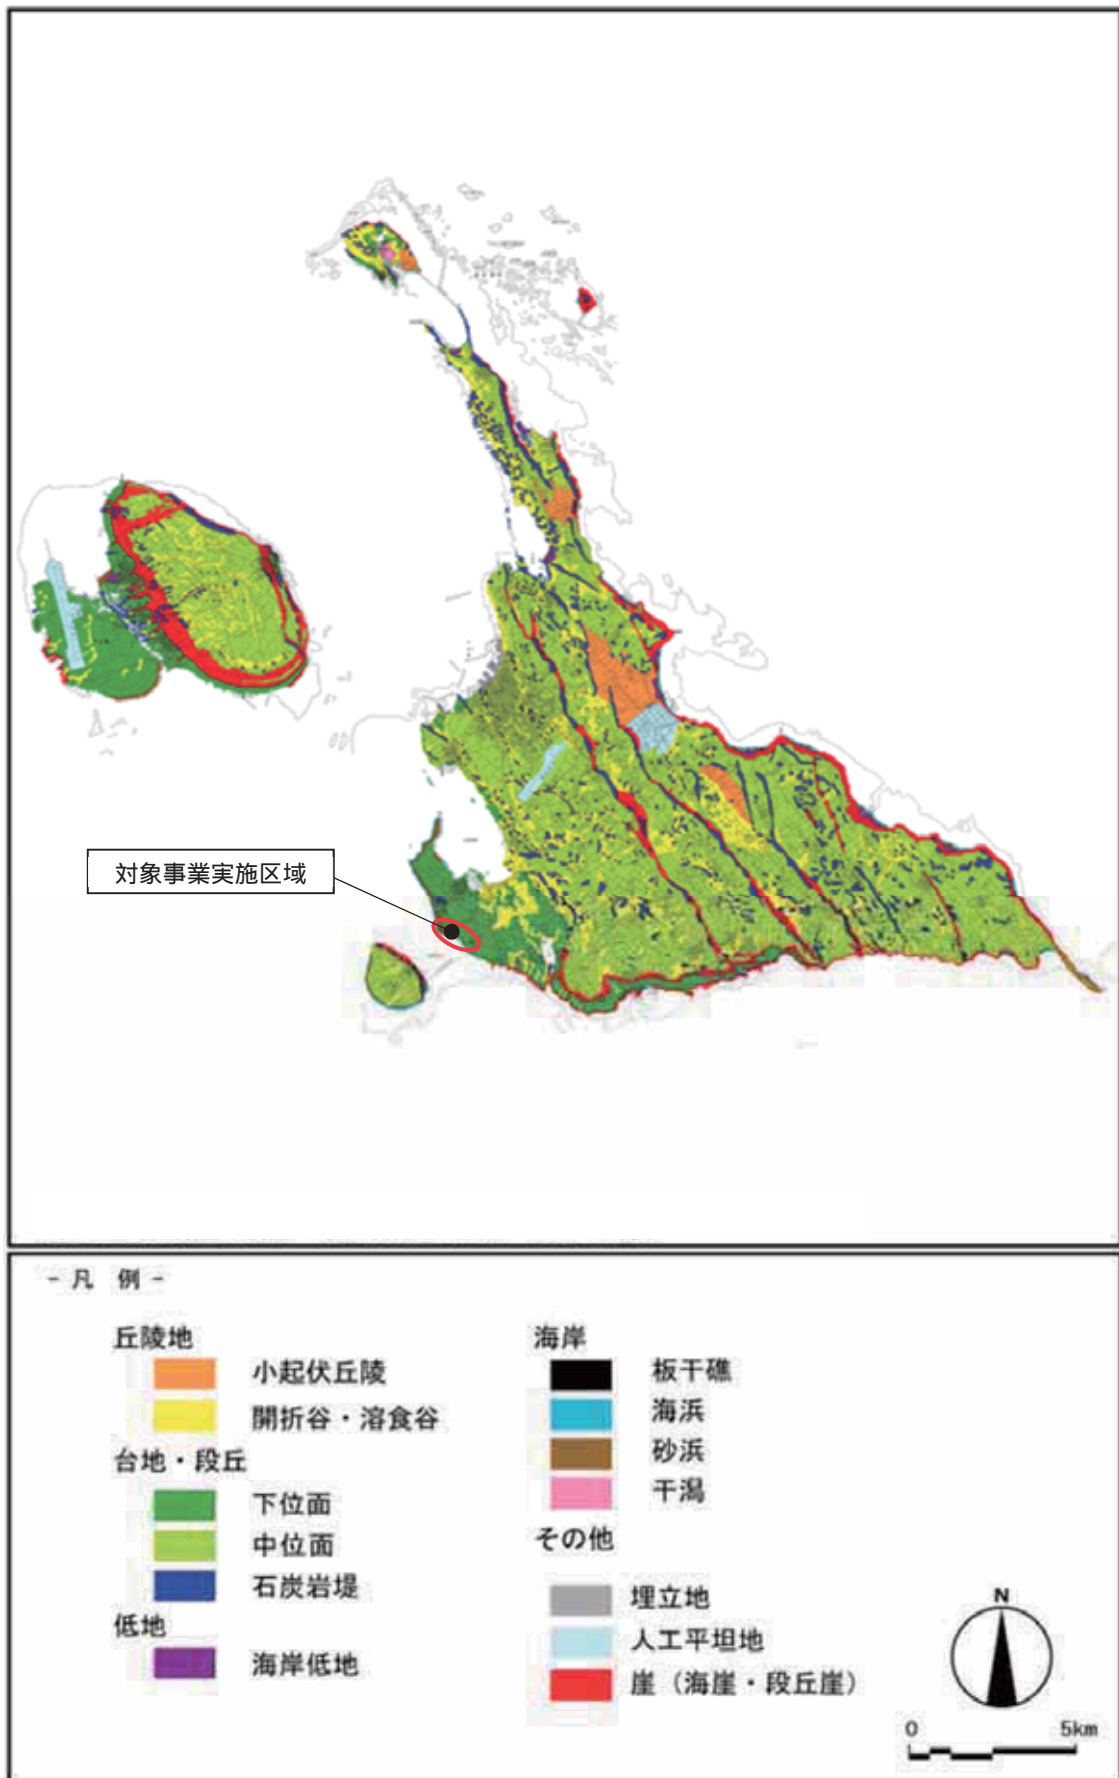 対象事業実施区域
- 凡 例 -
丘陵地
小起伏丘陵
開折谷・溶食谷
台地・段丘
下位面
中位面
石炭岩堤
低地
海岸低地
海岸
板干礁
海浜
砂浜
干潟
その他
埋立地
人工平坦地
崖（海崖・段丘崖）
N
0 5km